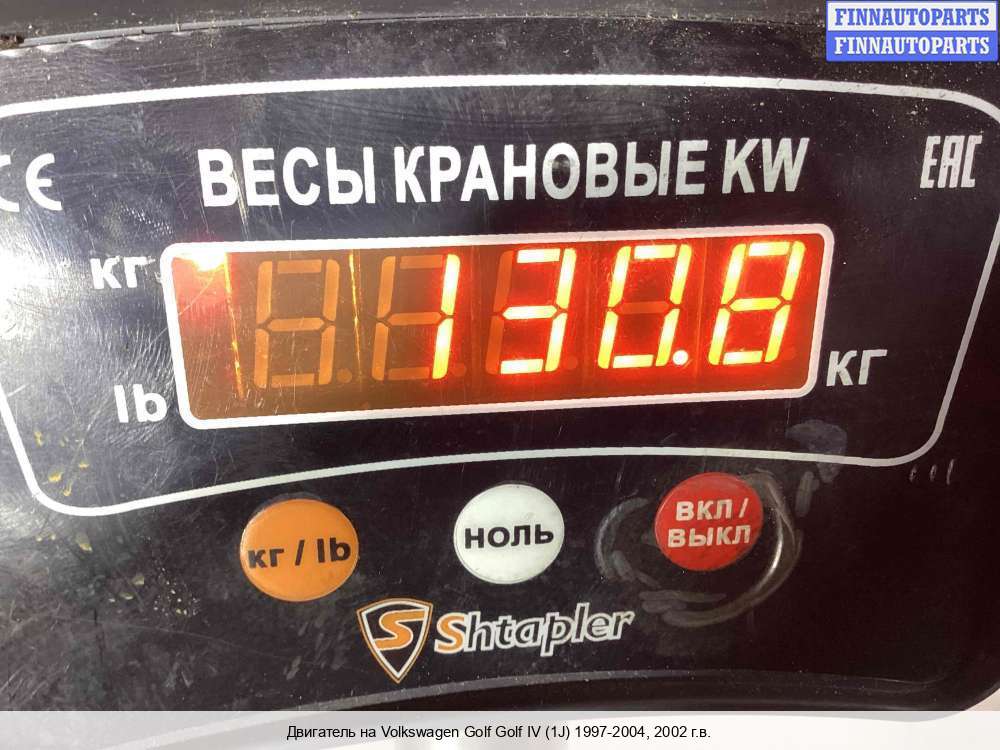 FINNAUTOPARTS
FINNAUTOPARTS
CE
ВЕСЫ КРАНОВЫЕ KW
EAC
кг
130.8
lb
КГ
кг / lb
НОЛЬ
ВКЛ /
ВЫКЛ
S Shtapler
Двигатель на Volkswagen Golf Golf IV (1J) 1997-2004, 2002 г.в.